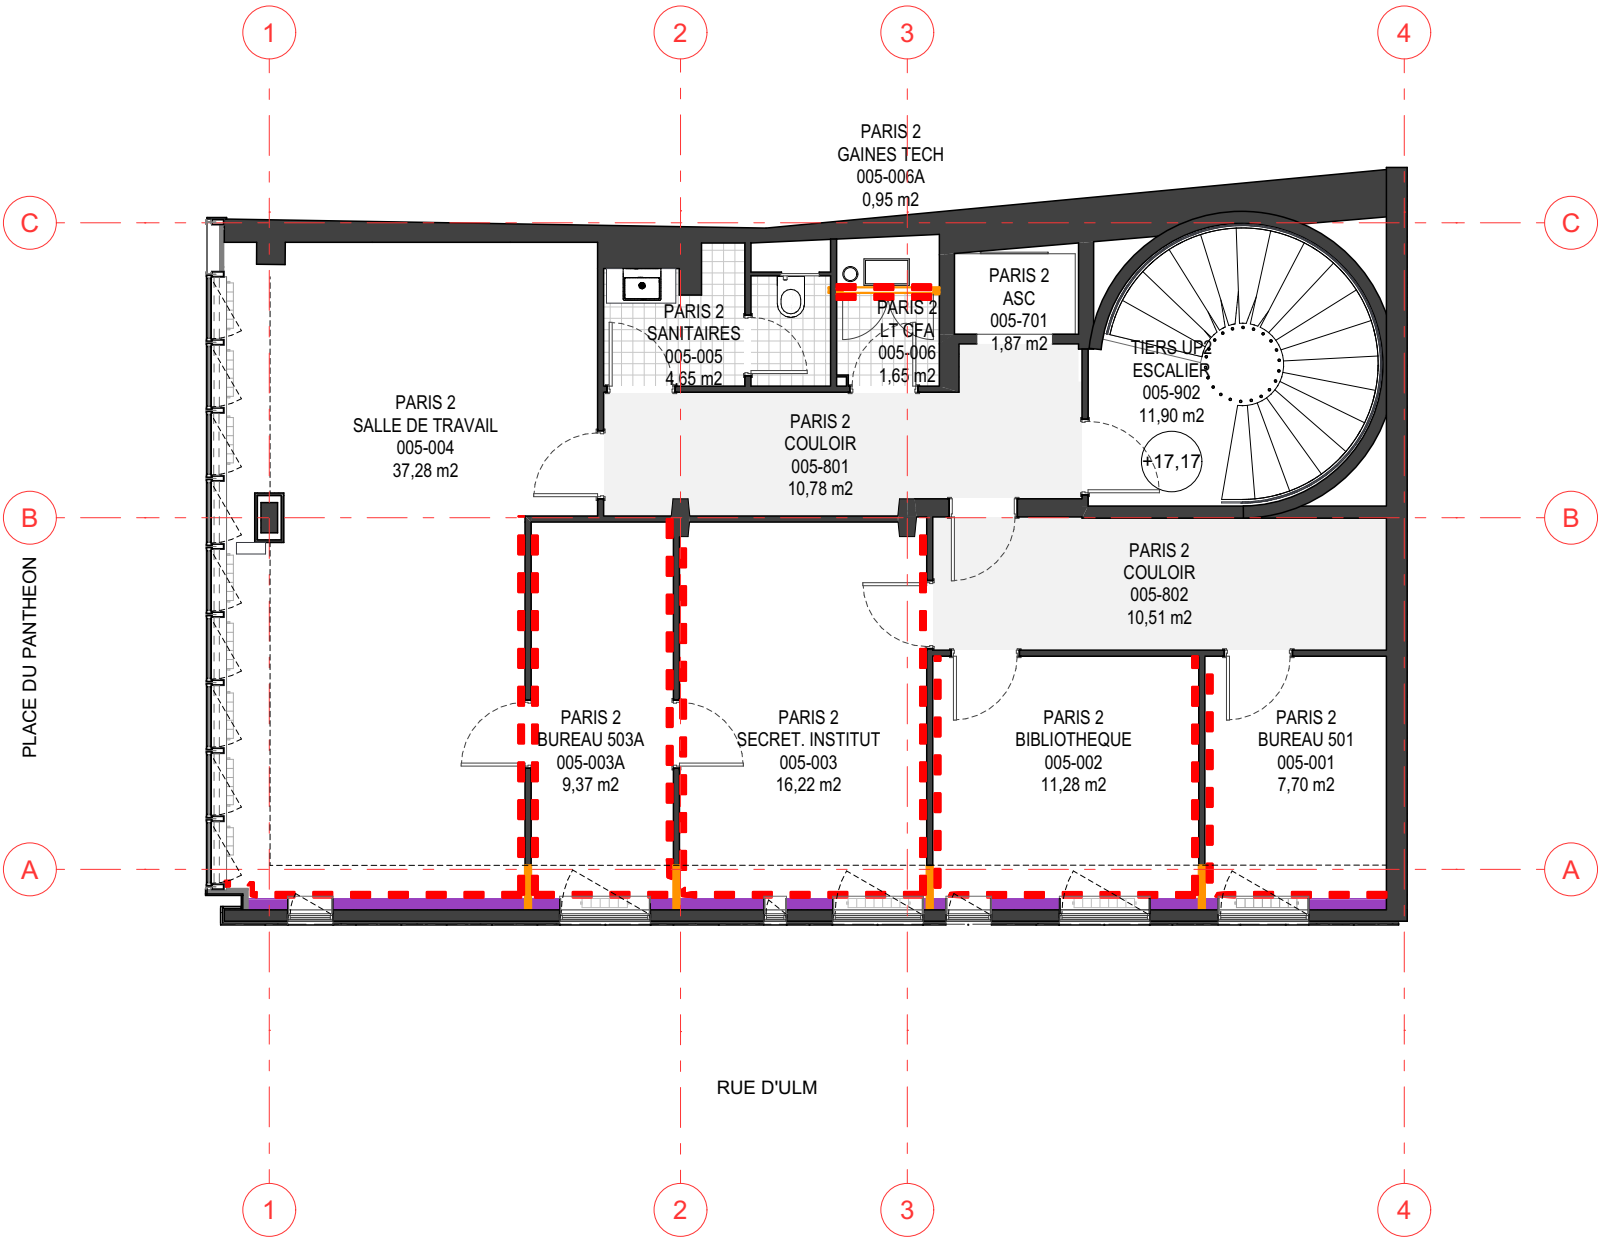 1
2
3
4
PARIS 2
GAINES TECH
005-006A
0,95 m2
C
C
PARIS 2
ASC
005-701
1,87 m2
PARIS 2
SANITAIRES
005-005
4,65 m2
PARIS 2
LT CFA
005-006
1,65 m2
TIERS UP2
ESCALIER
005-902
11,90 m2
+17,17
PARIS 2
SALLE DE TRAVAIL
005-004
37,28 m2
PARIS 2
COULOIR
005-801
10,78 m2
B
B
PLACE DU PANTHEON
PARIS 2
COULOIR
005-802
10,51 m2
PARIS 2
BUREAU 503A
005-003A
9,37 m2
PARIS 2
SECRET. INSTITUT
005-003
16,22 m2
PARIS 2
BIBLIOTHEQUE
005-002
11,28 m2
PARIS 2
BUREAU 501
005-001
7,70 m2
A
A
RUE D'ULM
1
2
3
4